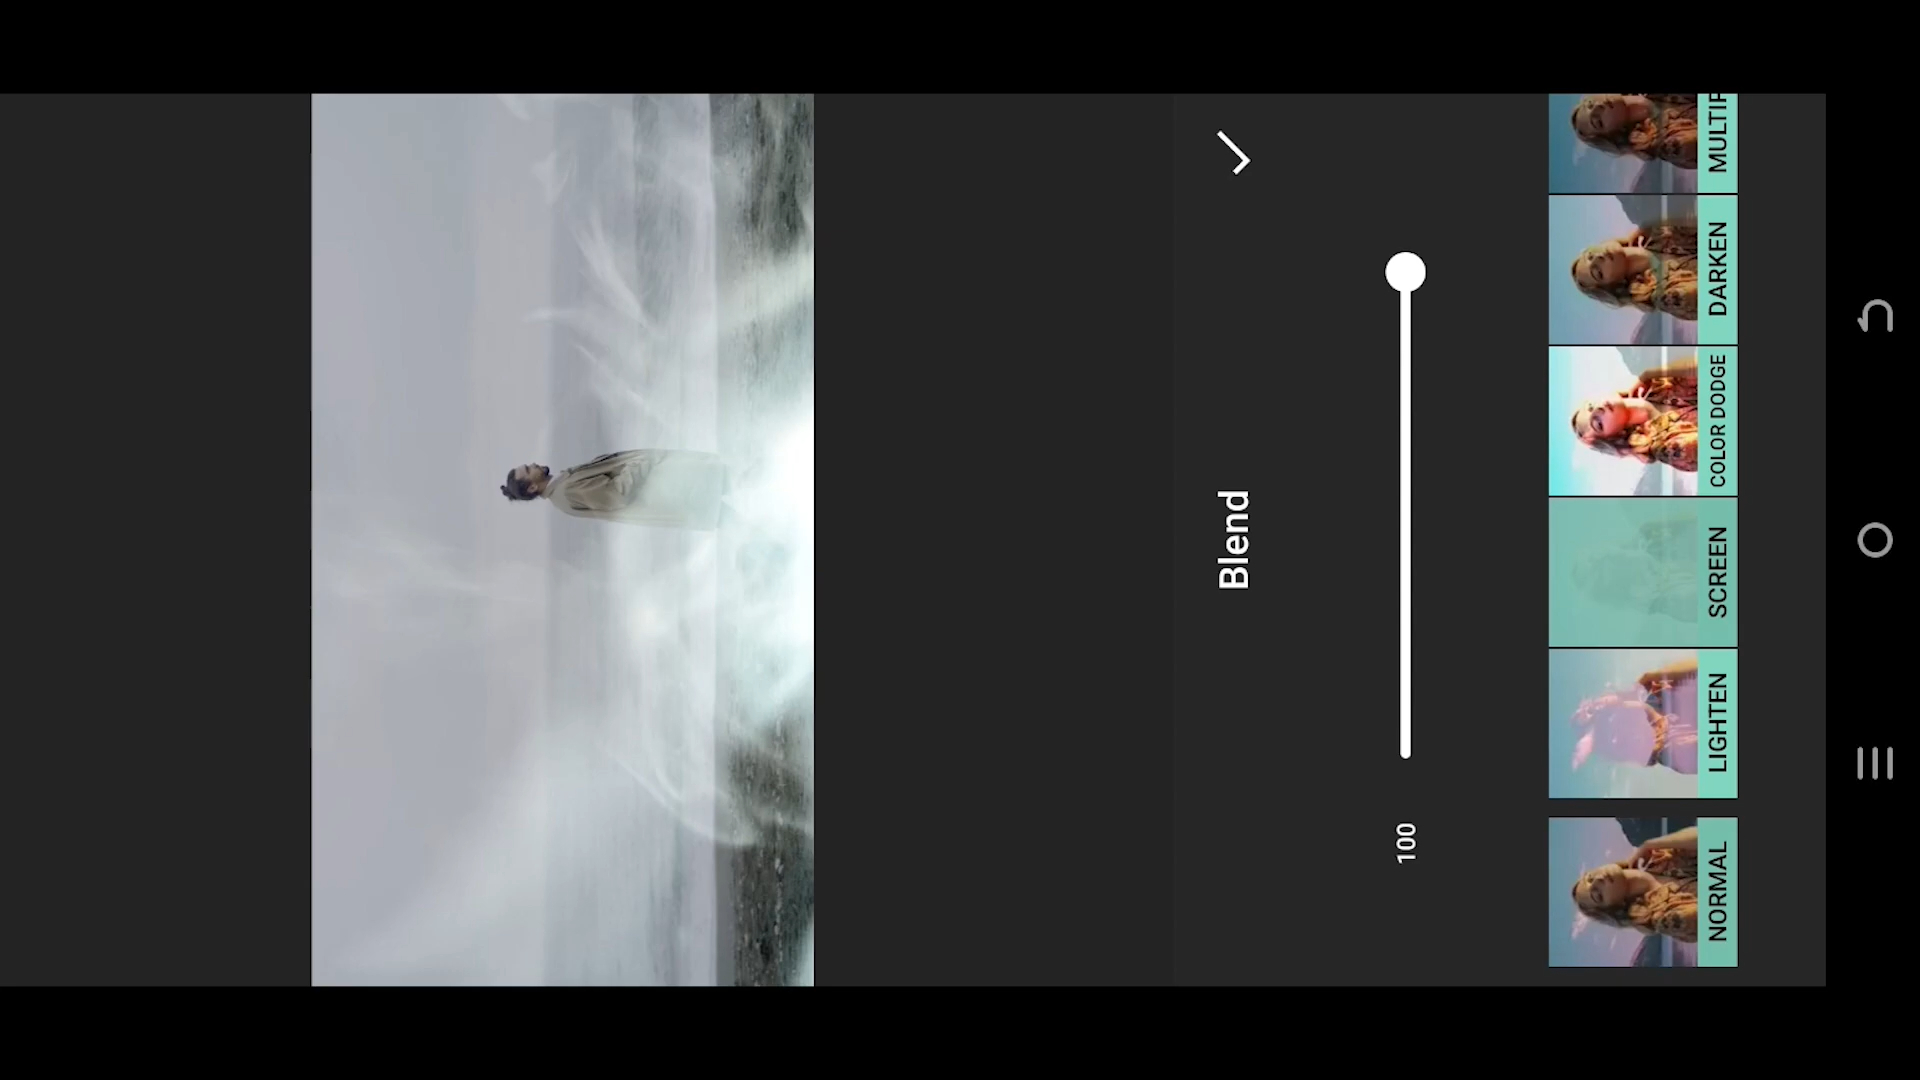 Blend
100
NORMAL
LIGHTEN
SCREEN
COLOR DODGE
DARKEN